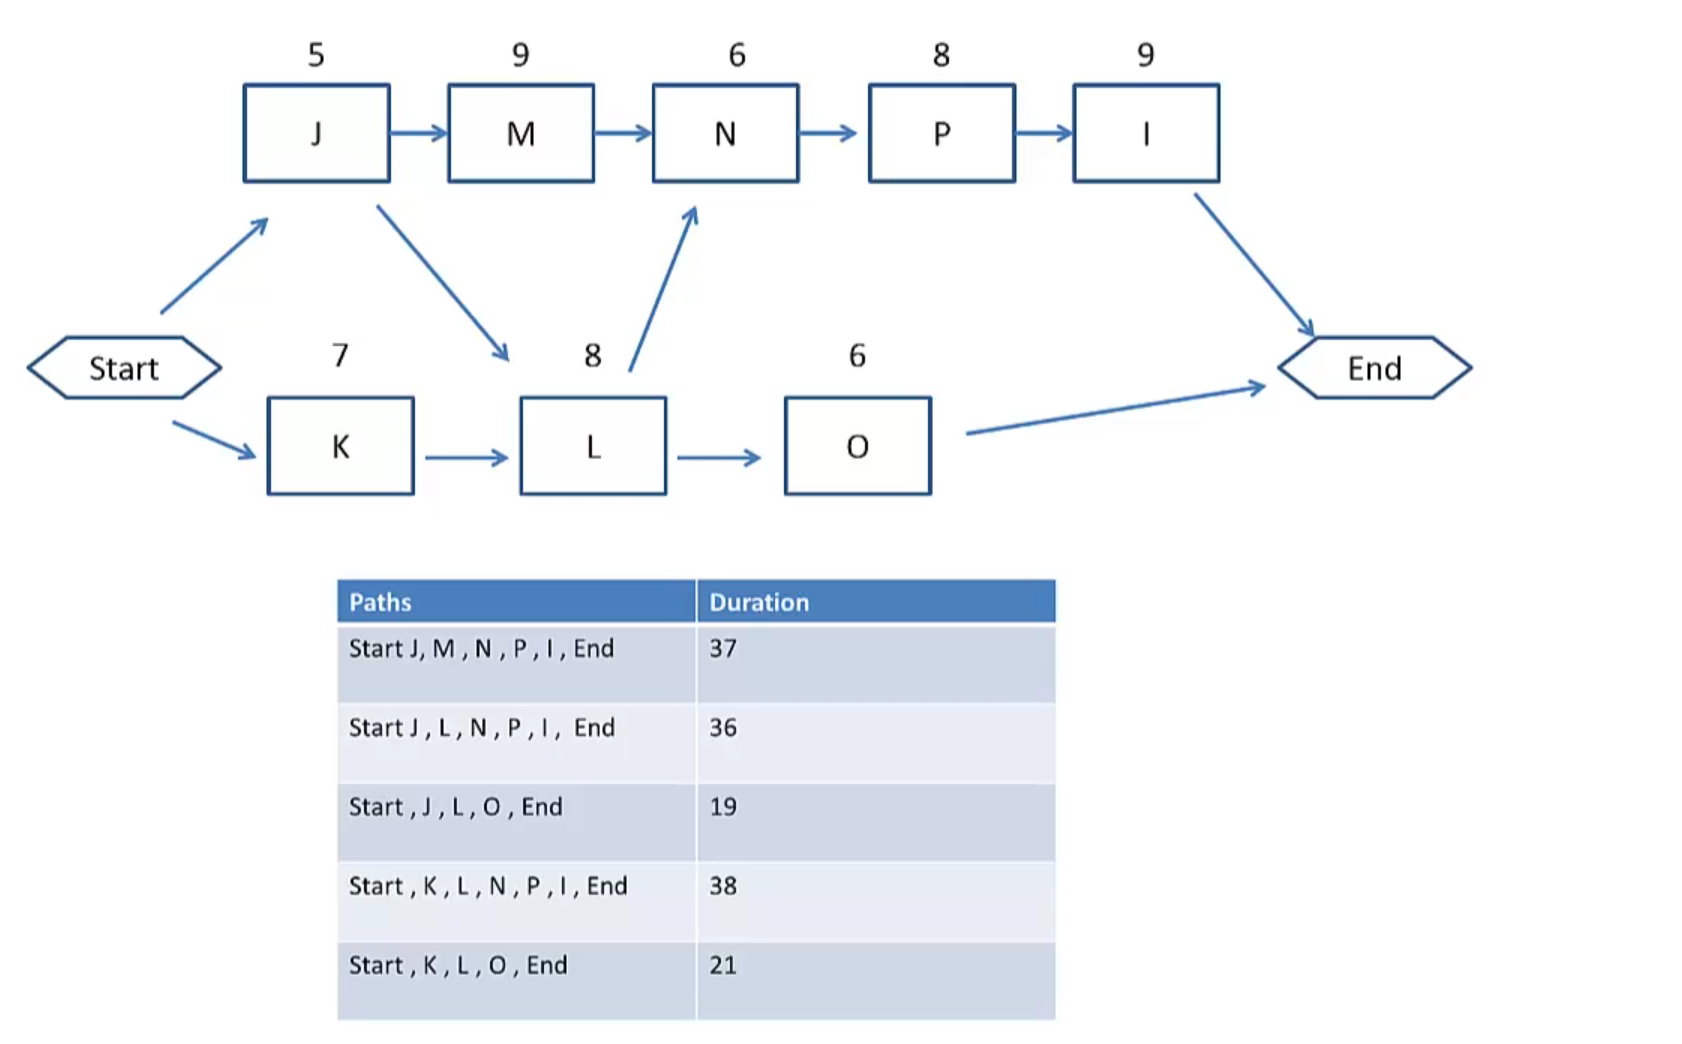 5 9 6 8 9
J M N P I
Start
7 8 6
End
K L O
Paths Duration
Start J, M , N , P , I , End 37
Start J , L , N , P , I ,  End 36
Start , J , L , O , End 19
Start , K , L , N , P , I , End 38
Start , K , L , O , End 21